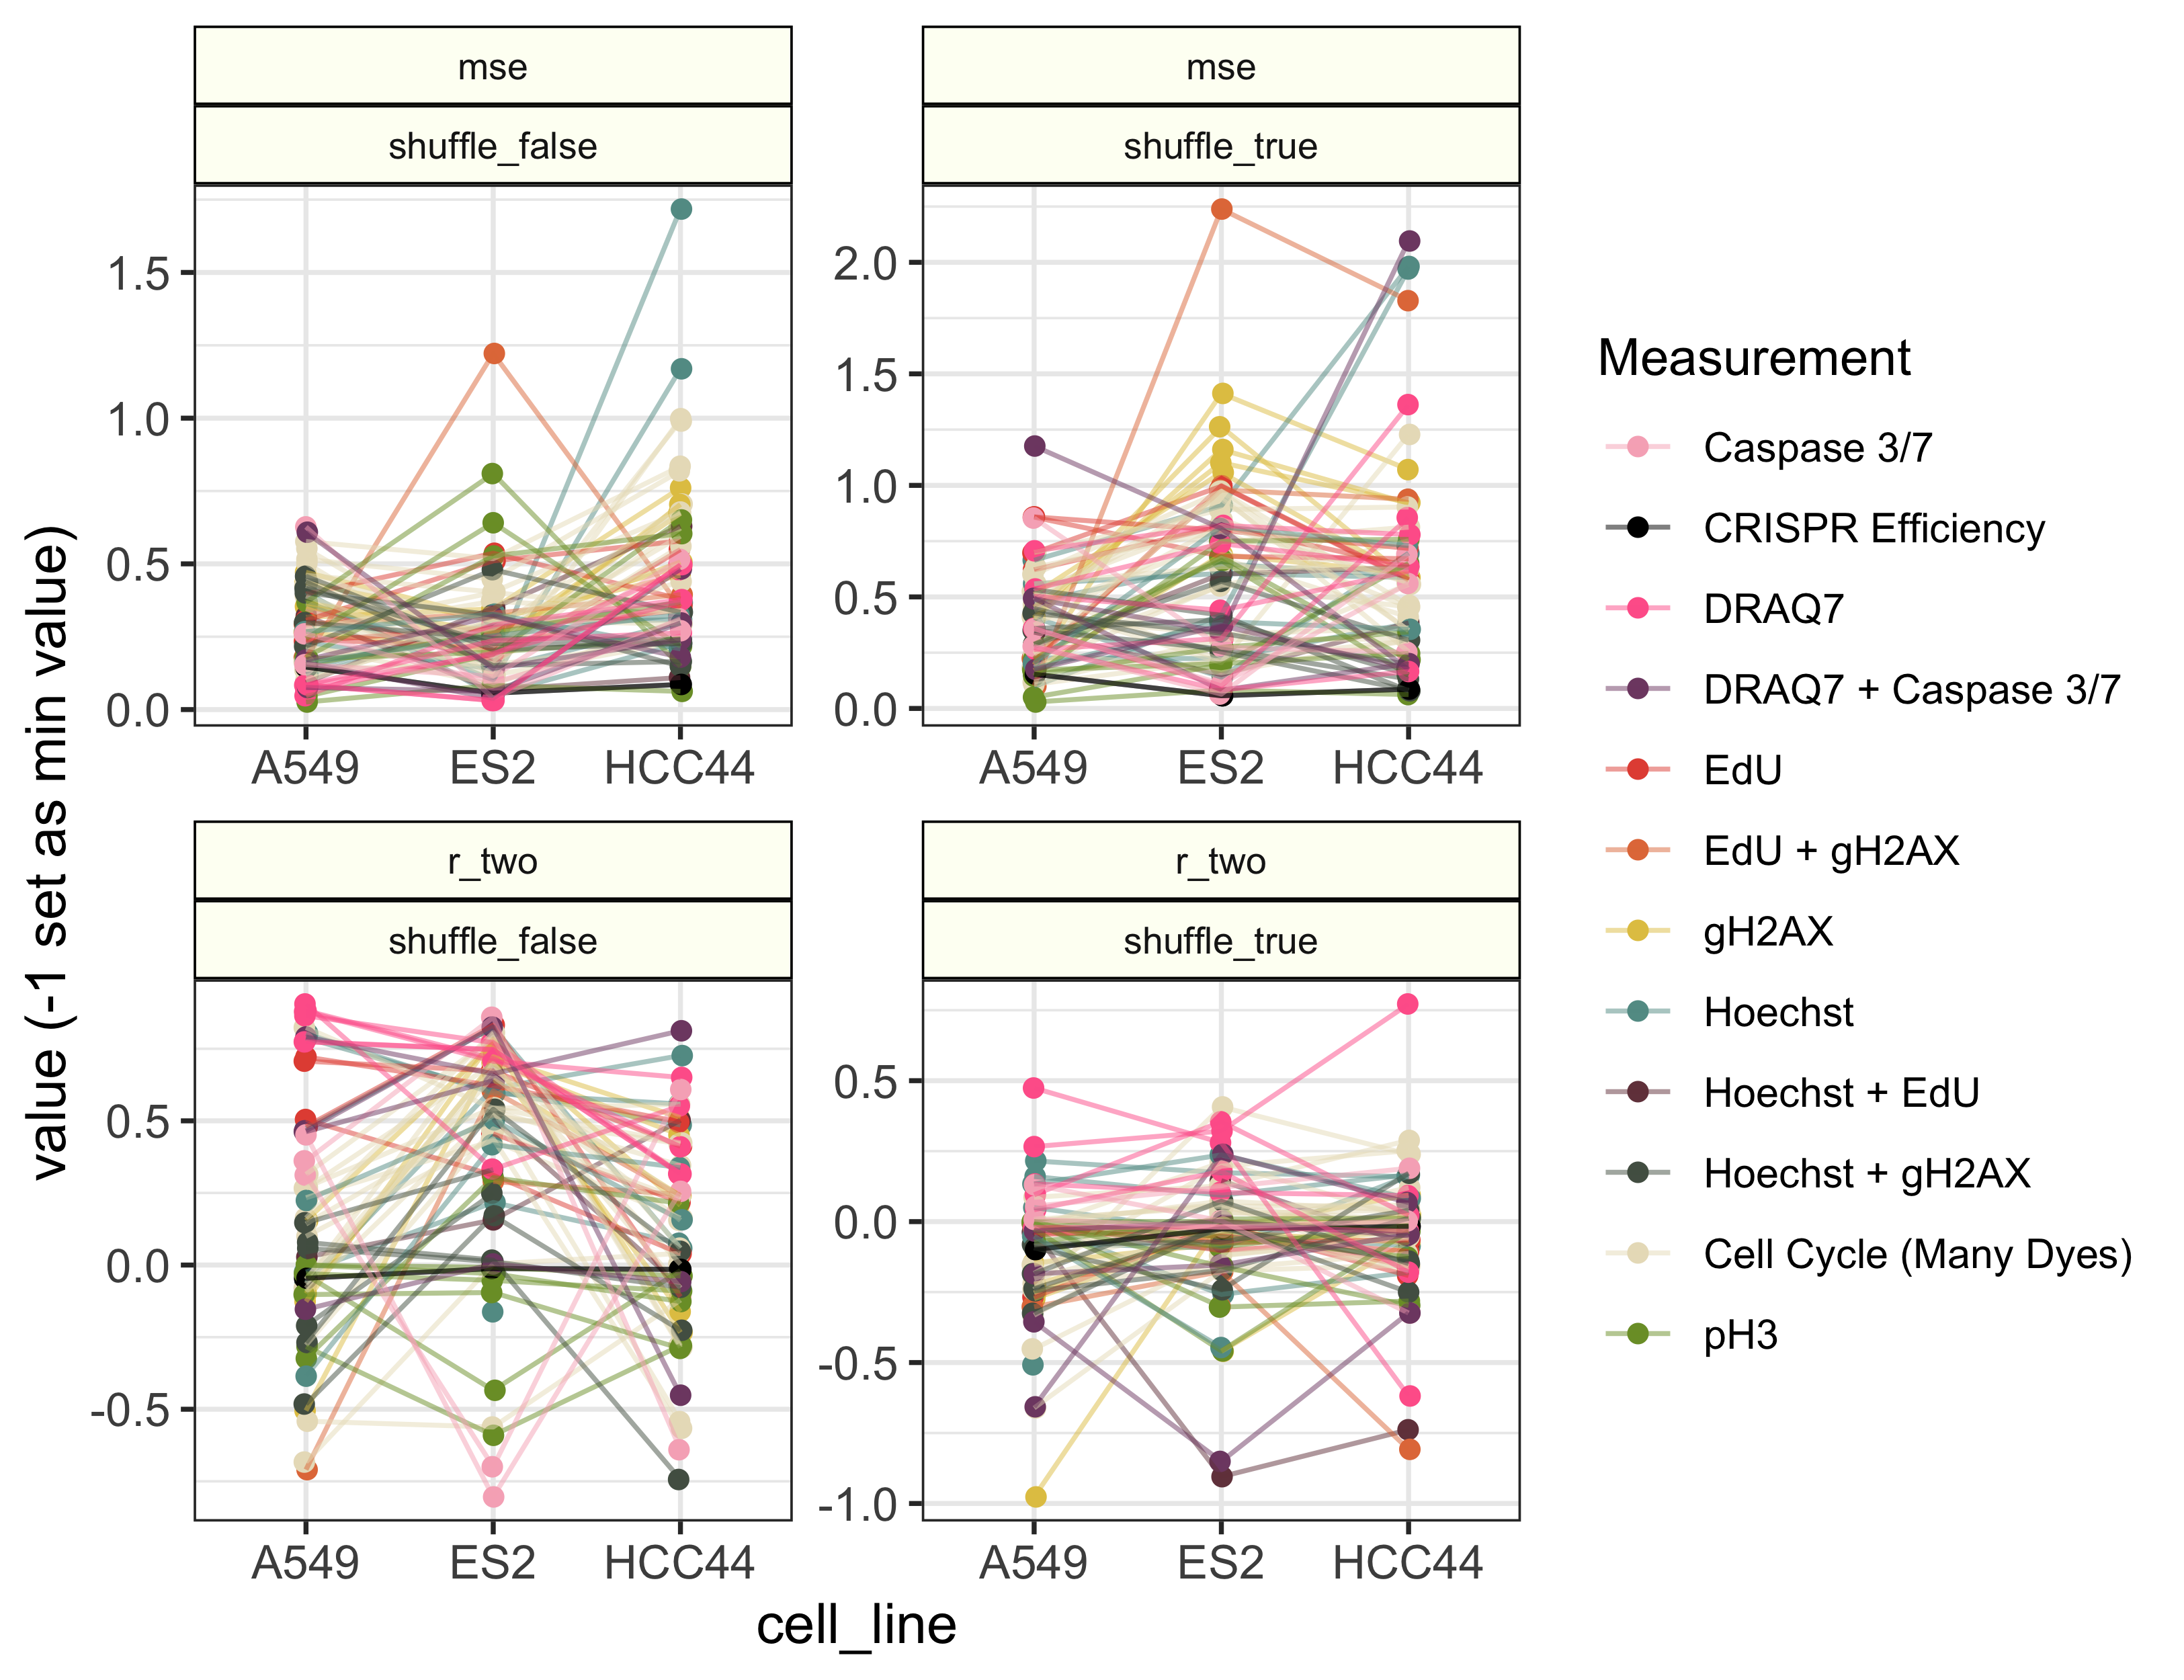 mse
shuffle_false
1.5
1.0
0.5
0.0
A549 ES2 HCC44
mse
shuffle_true
2.0
1.5
1.0
0.5
0.0
A549 ES2 HCC44
r_two
shuffle_false
0.5
0.0
-0.5
A549 ES2 HCC44
r_two
shuffle_true
0.5
0.0
-0.5
-1.0
A549 ES2 HCC44
value (-1 set as min value)
cell_line
Measurement
Caspase 3/7
CRISPR Efficiency
DRAQ7
DRAQ7 + Caspase 3/7
EdU
EdU + gH2AX
gH2AX
Hoechst
Hoechst + EdU
Hoechst + gH2AX
Cell Cycle (Many Dyes)
pH3